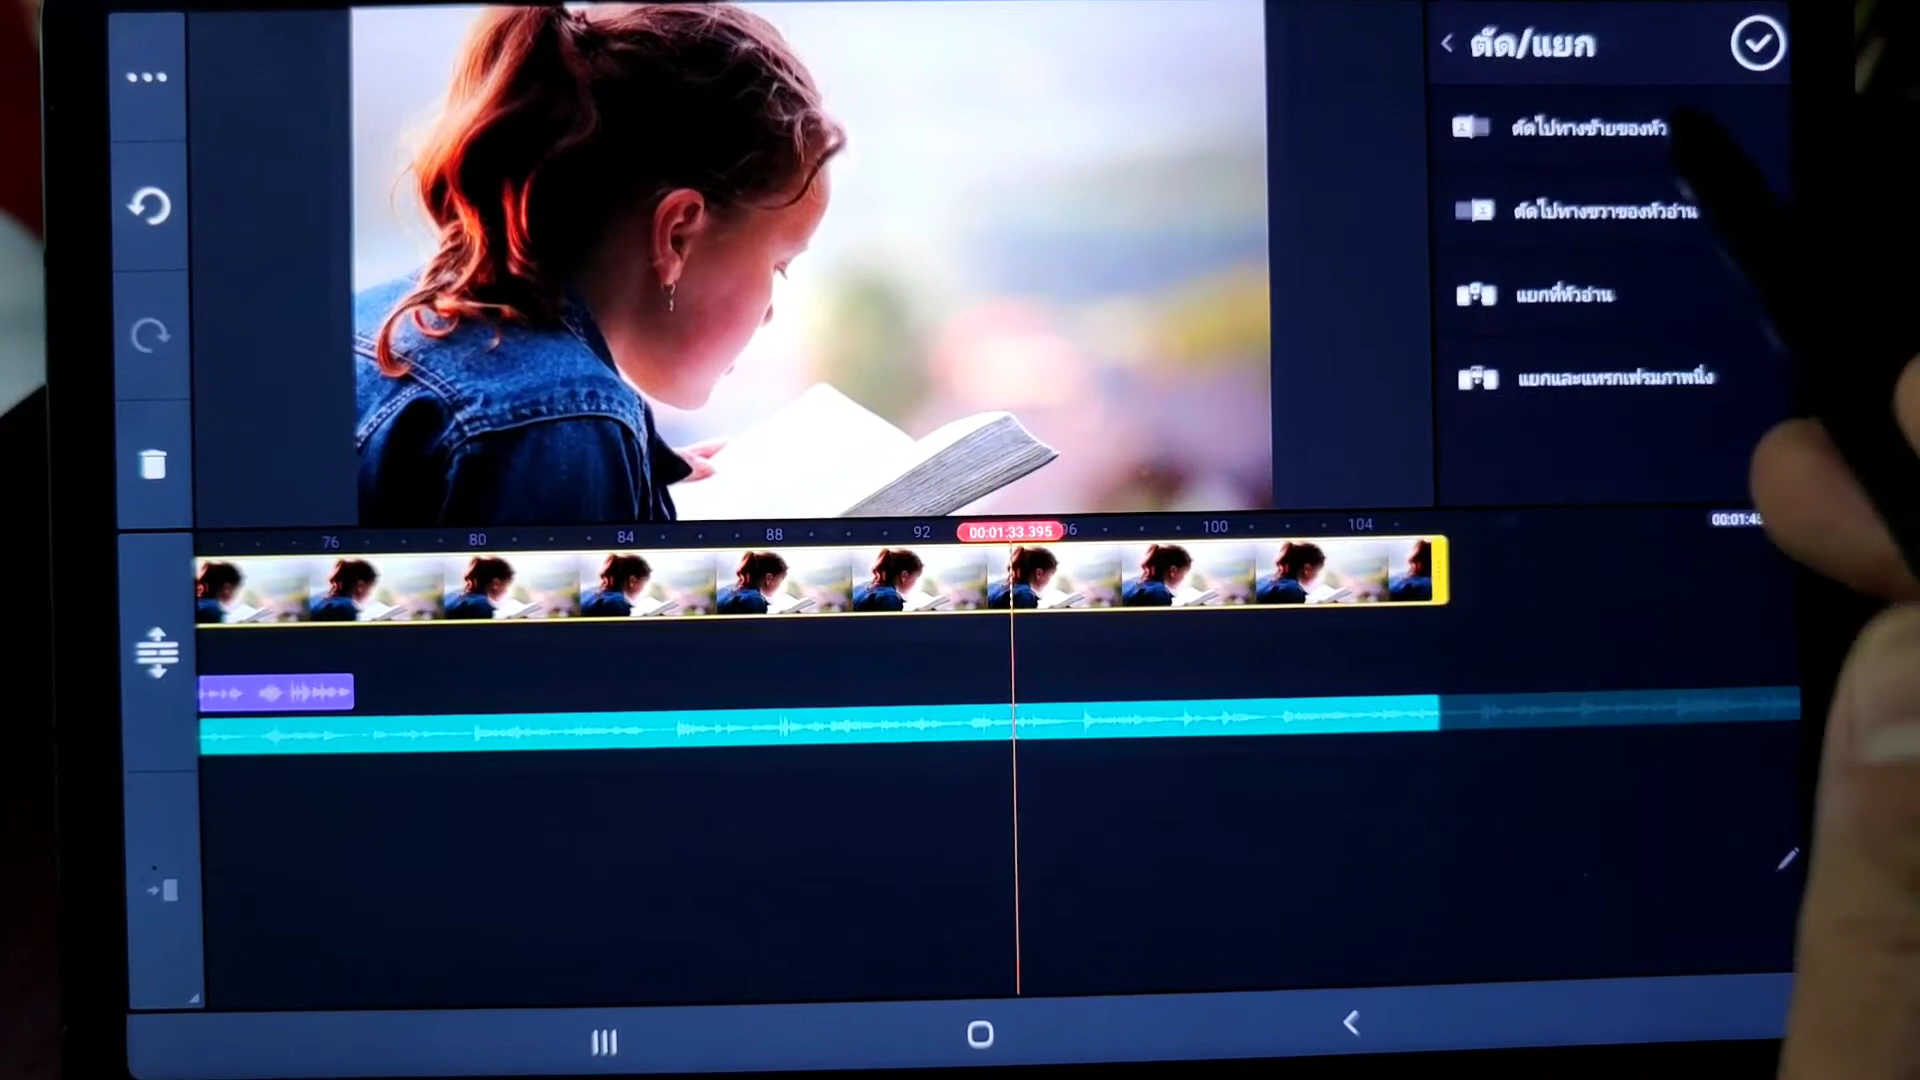 ตัด/แยก
ตัดไปทางซ้ายของหัว
ตัดไปทางขวาของหัวอ่าน
แยกที่หัวอ่าน
แยกและแทรกเฟรมภาพนิ่ง
76 80 84 88 92 00:01:33.395 96 100 104